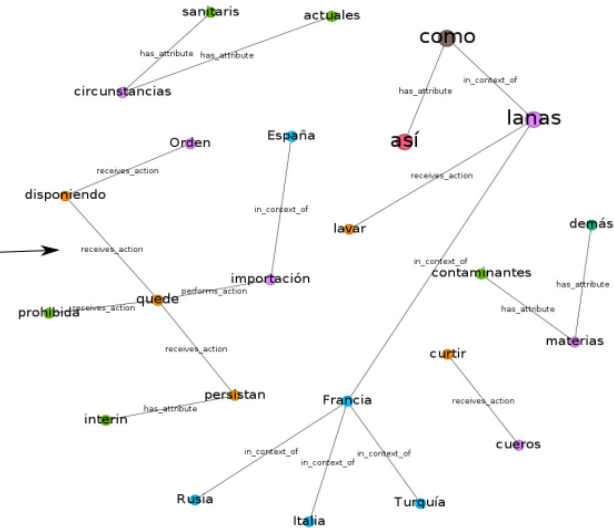 sanitaris
actuales
has_attribute
has_attribute
circunstancias
como
has_attribute
in_context_of
lanas
así
receives_action
lavar
Orden
España
receives_action
disponiendo
in_context_of
receives_action
importación
performs_action
quede
prohibida
receives_action
receives_action
persistan
has_attribute
interin
in_context_of
demás
contaminantes
has_attribute
has_attribute
materias
curtir
receives_action
cueros
Francia
in_context_of
in_context_of
in_context_of
Rusia
Italia
Turquía